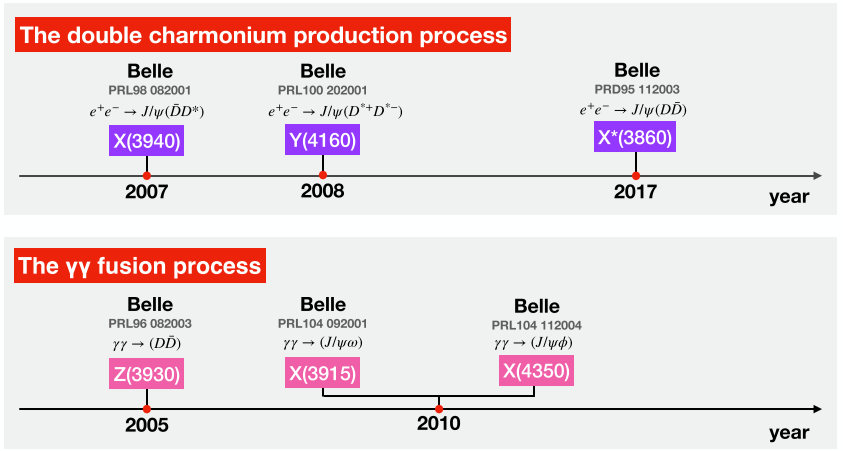 The double charmonium production process
Belle
PRL98 082001
e⁺e⁻ → J/ψ(D̄D*)
X(3940)
2007
Belle
PRL100 202001
e⁺e⁻ → J/ψ(D*⁺D*⁻)
Y(4160)
2008
Belle
PRD95 112003
e⁺e⁻ → J/ψ(DD̄)
X*(3860)
2017
year
The γγ fusion process
Belle
PRL96 082003
γγ → (DD̄)
Z(3930)
2005
Belle
PRL104 092001
γγ → (J/ψω)
X(3915)
Belle
PRL104 112004
γγ → (J/ψϕ)
X(4350)
2010
year